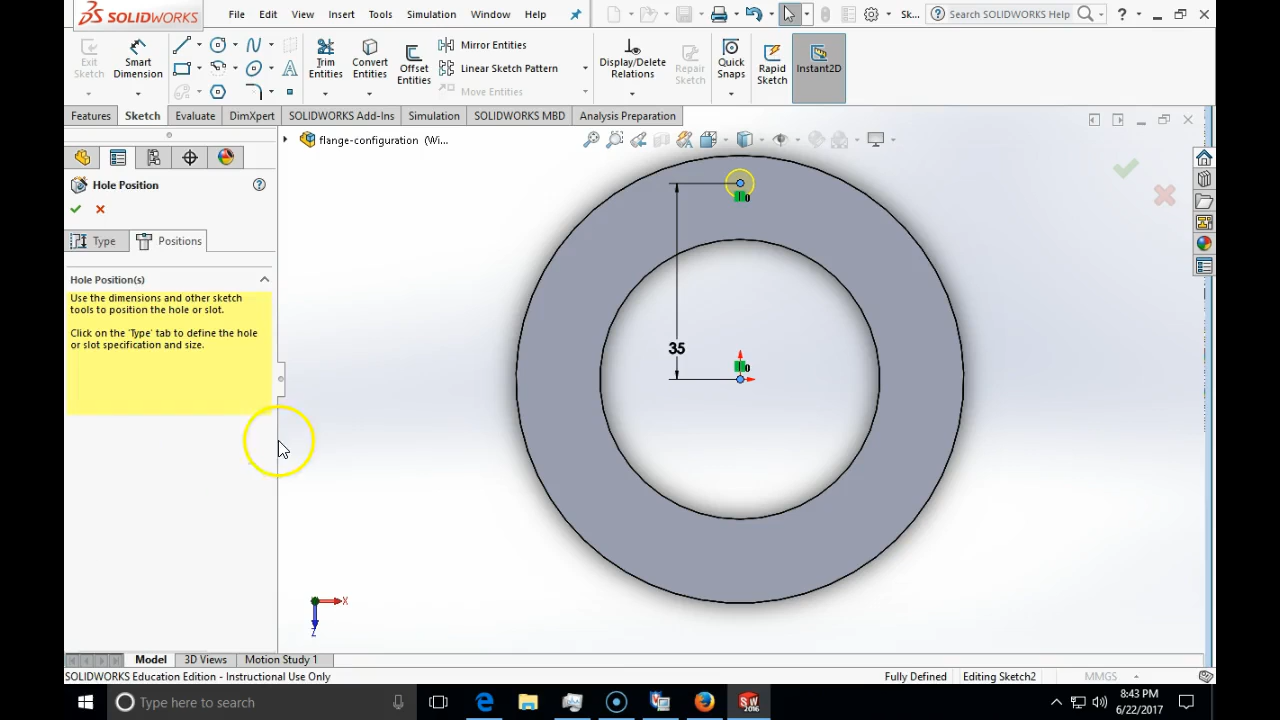 SOLIDWORKS
File Edit View Insert Tools Simulation Window Help
Sk...
Search SOLIDWORKS Help
?
Exit Sketch
Smart Dimension
Trim Entities
Convert Entities
Offset Entities
Mirror Entities
Linear Sketch Pattern
Move Entities
Display/Delete Relations
Repair Sketch
Quick Snaps
Rapid Sketch
Instant2D
Features Sketch Evaluate DimXpert SOLIDWORKS Add-Ins Simulation SOLIDWORKS MBD Analysis Preparation
flange-configuration (Wi...
Hole Position
Type Positions
Hole Position(s)
Use the dimensions and other sketch
tools to position the hole or slot.
Click on the 'Type' tab to define the hole
or slot specification and size.
0
35
0
X
Z
Model 3D Views Motion Study 1
SOLIDWORKS Education Edition - Instructional Use Only
Fully Defined Editing Sketch2 MMGS
Type here to search
SW
2016
8:43 PM
6/22/2017